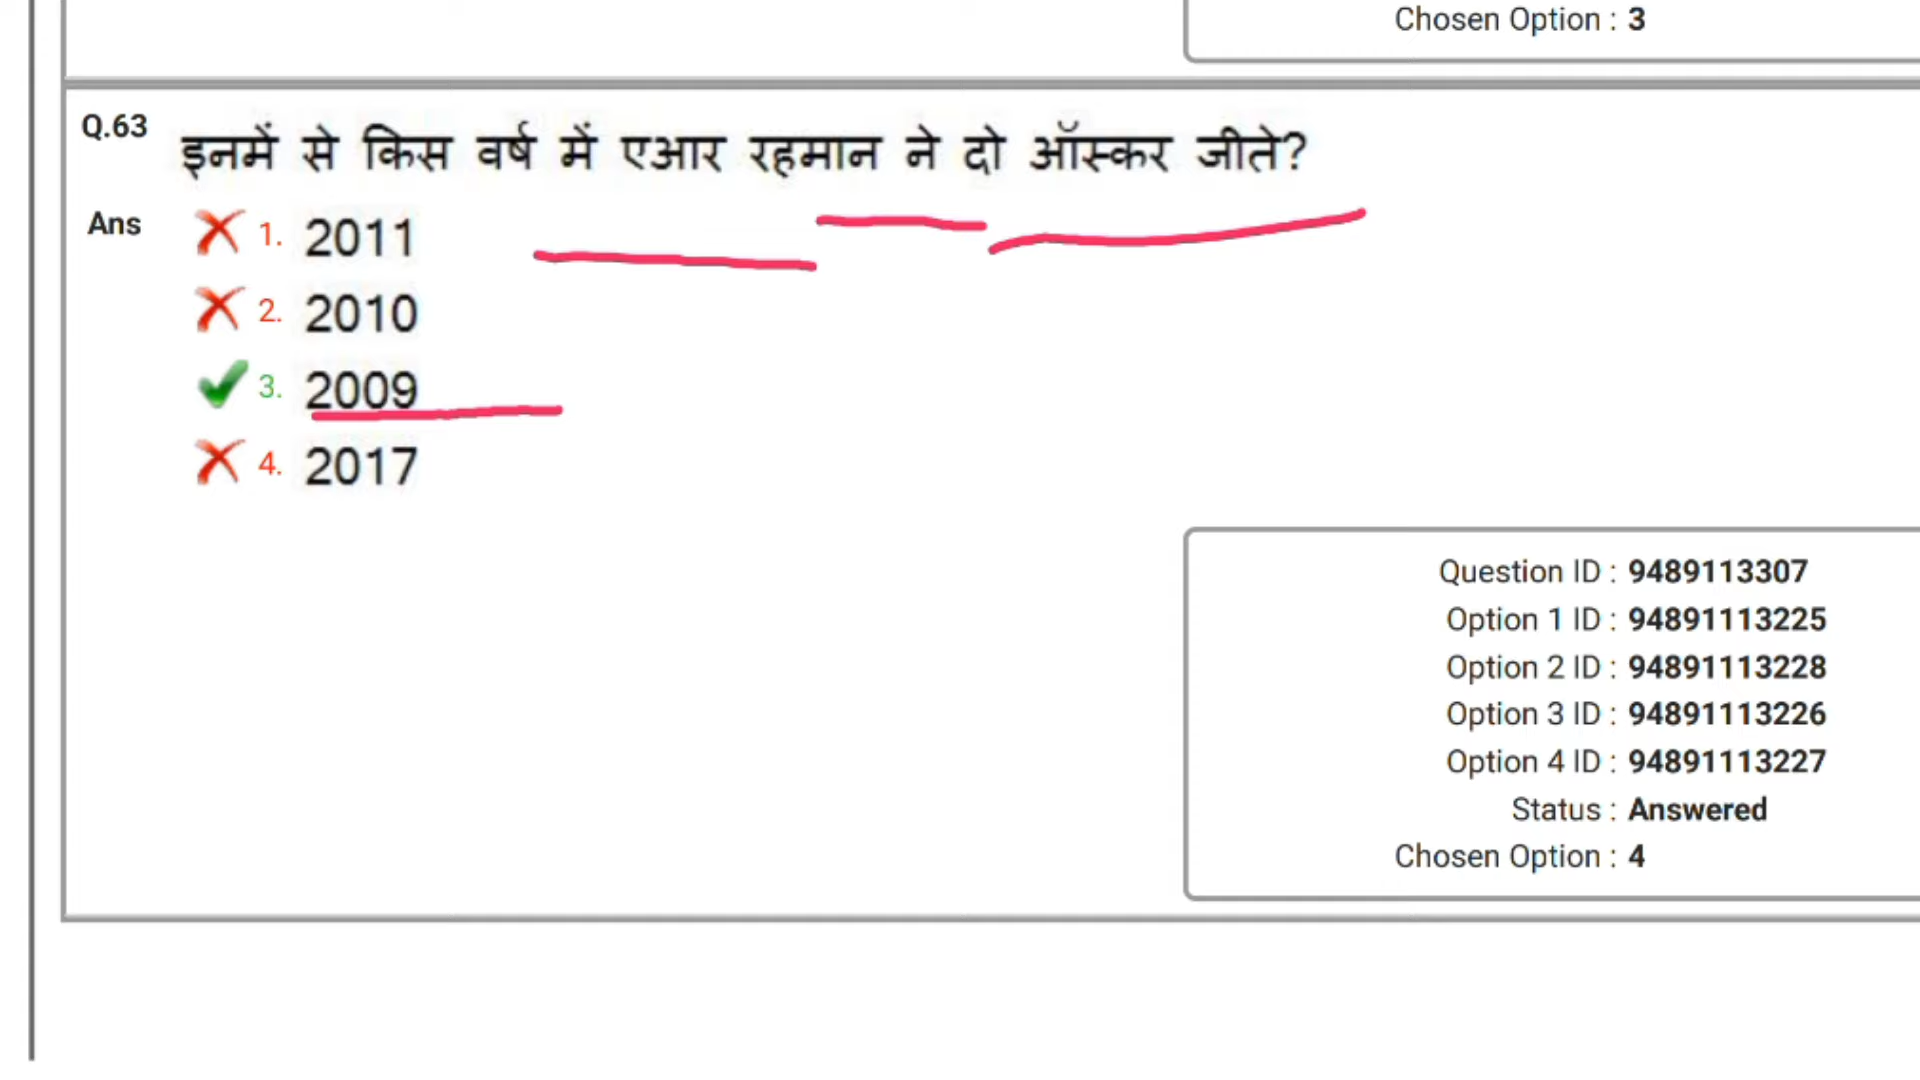 Chosen Option : 3
Q.63 इनमें से किस वर्ष में एआर रहमान ने दो ऑस्कर जीते?
Ans 1. 2011
2. 2010
3. 2009
4. 2017
Question ID : 9489113307
Option 1 ID : 94891113225
Option 2 ID : 94891113228
Option 3 ID : 94891113226
Option 4 ID : 94891113227
Status : Answered
Chosen Option : 4